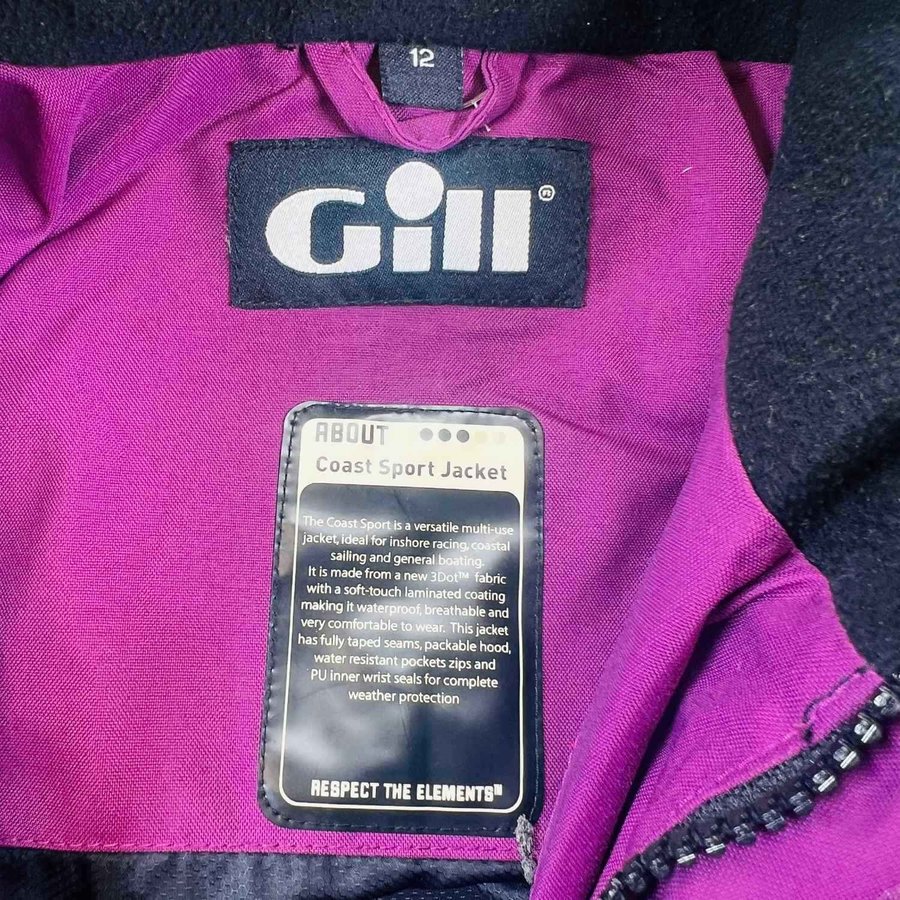 12
Gill®
ABOUT
Coast Sport Jacket
The Coast Sport is a versatile multi-use
jacket, ideal for inshore racing, coastal
sailing and general boating.
It is made from a new 3Dot™ fabric
with a soft-touch laminated coating
making it waterproof, breathable and
very comfortable to wear. This jacket
has fully taped seams, packable hood,
water resistant pockets zips and
PU inner wrist seals for complete
weather protection
RESPECT THE ELEMENTS™